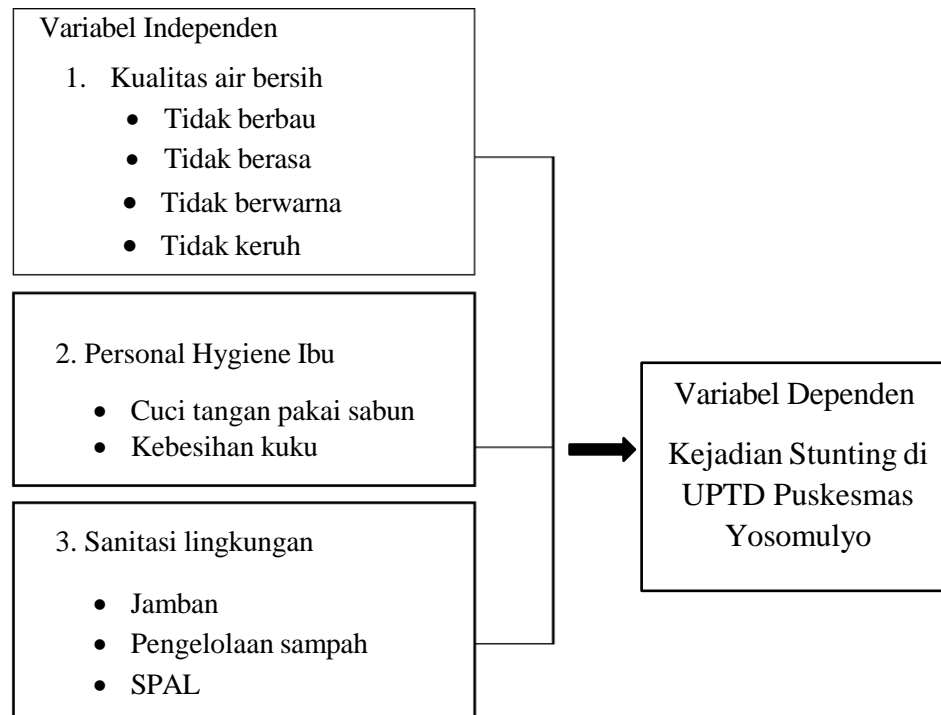 Variabel Independen
1. Kualitas air bersih
• Tidak berbau
• Tidak berasa
• Tidak berwarna
• Tidak keruh
2. Personal Hygiene Ibu
• Cuci tangan pakai sabun
• Kebesihan kuku
3. Sanitasi lingkungan
• Jamban
• Pengelolaan sampah
• SPAL
Variabel Dependen
Kejadian Stunting di
UPTD Puskesmas
Yosomulyo